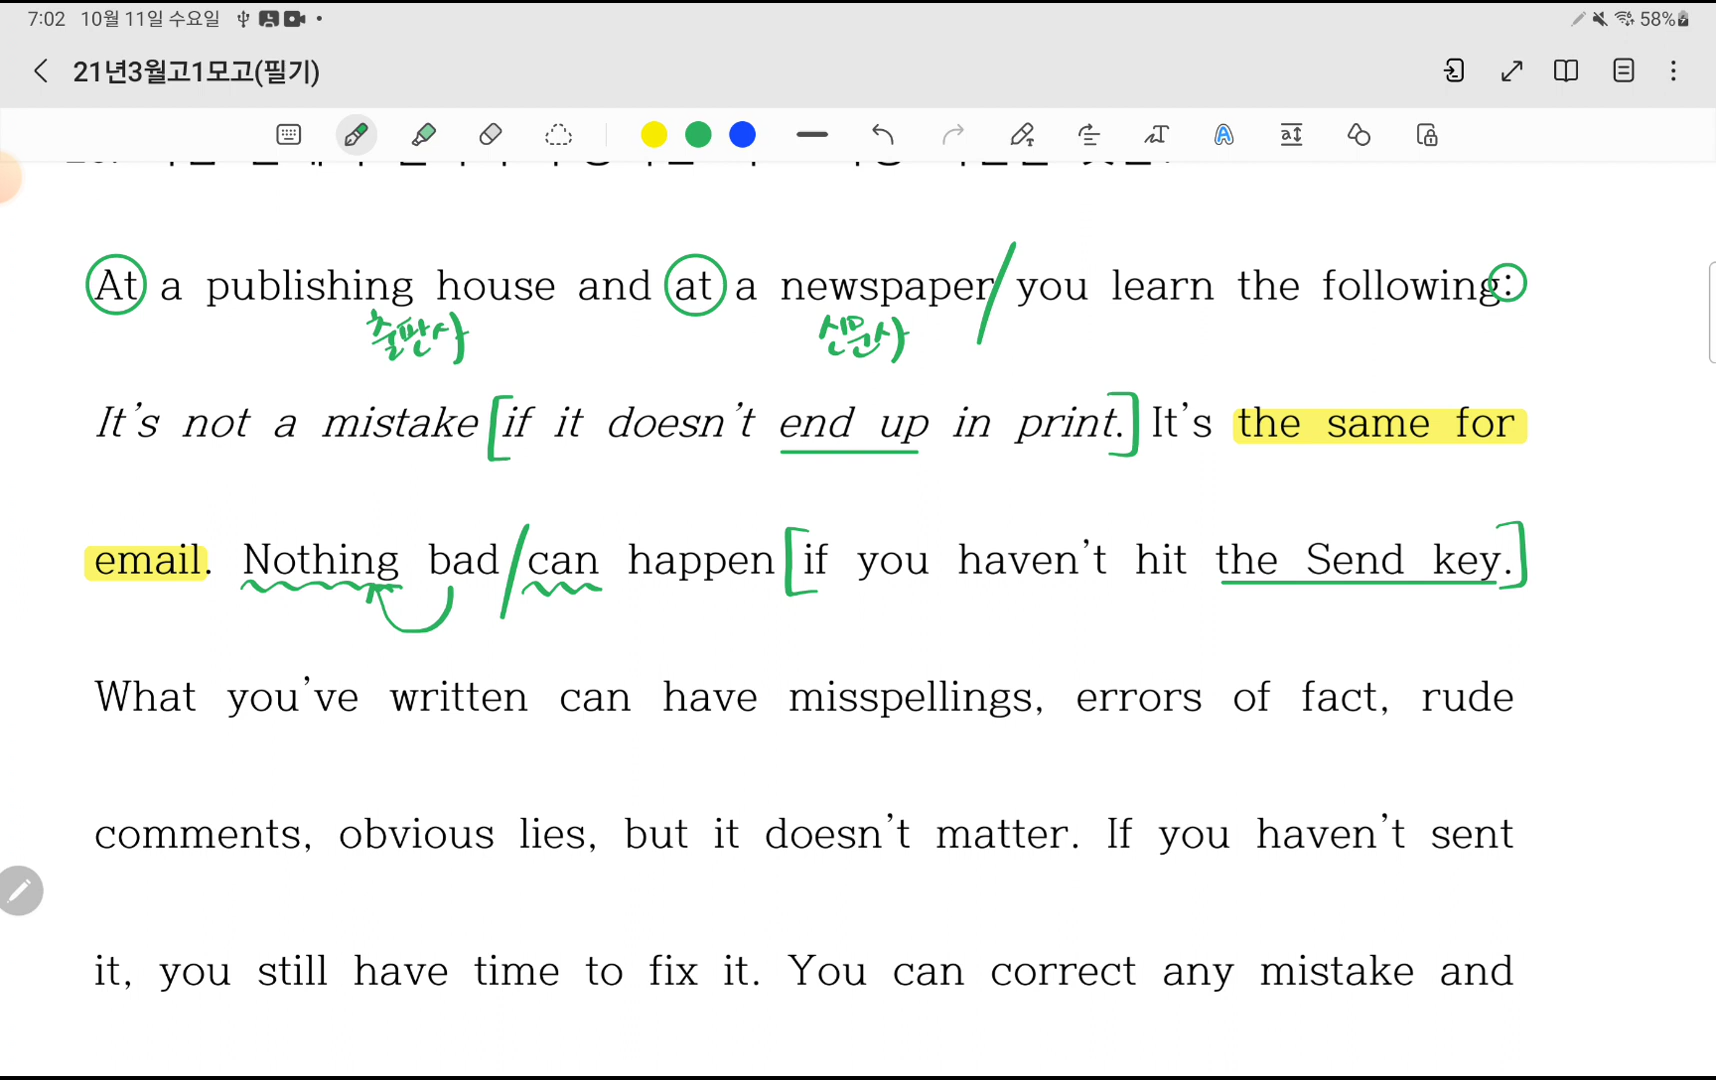 7:02 10월 11일 수요일 58%
21년3월고1모고(필기)
At a publishing house and at a newspaper / you learn the following:
출판사 신문사
It's not a mistake [if it doesn't end up in print.] It's the same for
email. Nothing bad / can happen [if you haven't hit the Send key.]
What you've written can have misspellings, errors of fact, rude
comments, obvious lies, but it doesn't matter. If you haven't sent
it, you still have time to fix it. You can correct any mistake and